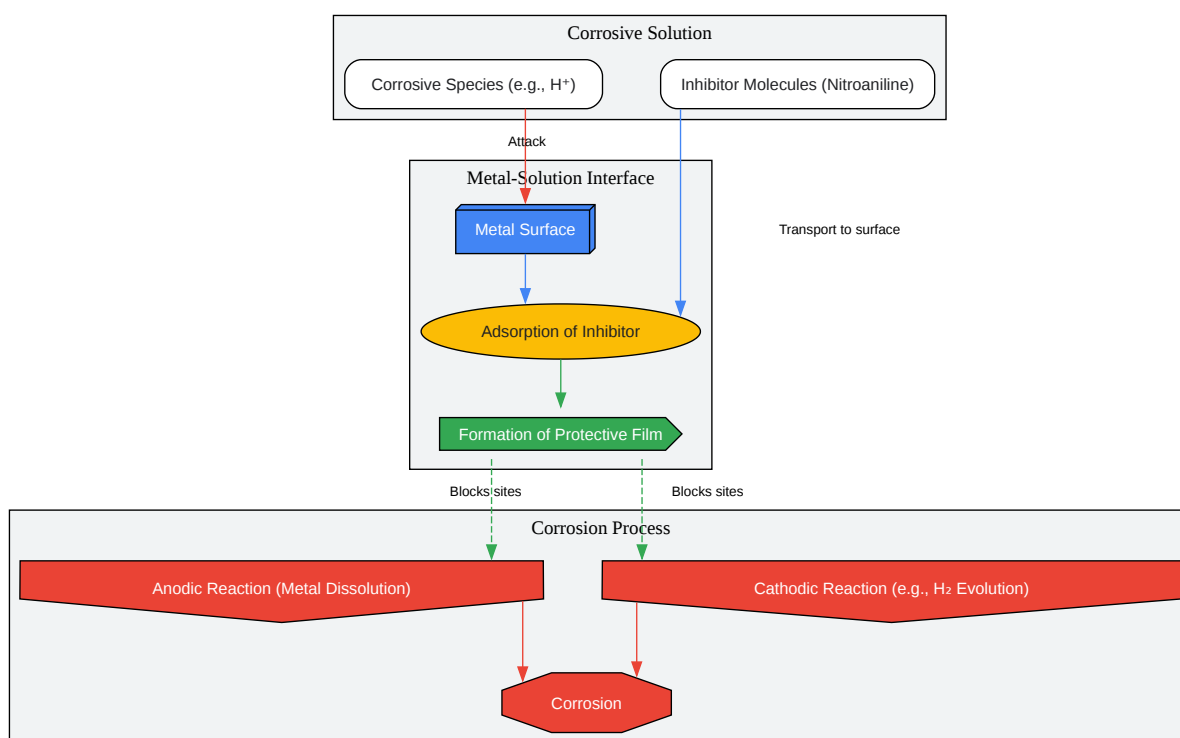 Corrosive Solution
Corrosive Species (e.g., H⁺)
Inhibitor Molecules (Nitroaniline)
Attack
Metal-Solution Interface
Metal Surface
Transport to surface
Adsorption of Inhibitor
Formation of Protective Film
Blocks sites
Blocks sites
Corrosion Process
Anodic Reaction (Metal Dissolution)
Cathodic Reaction (e.g., H₂ Evolution)
Corrosion